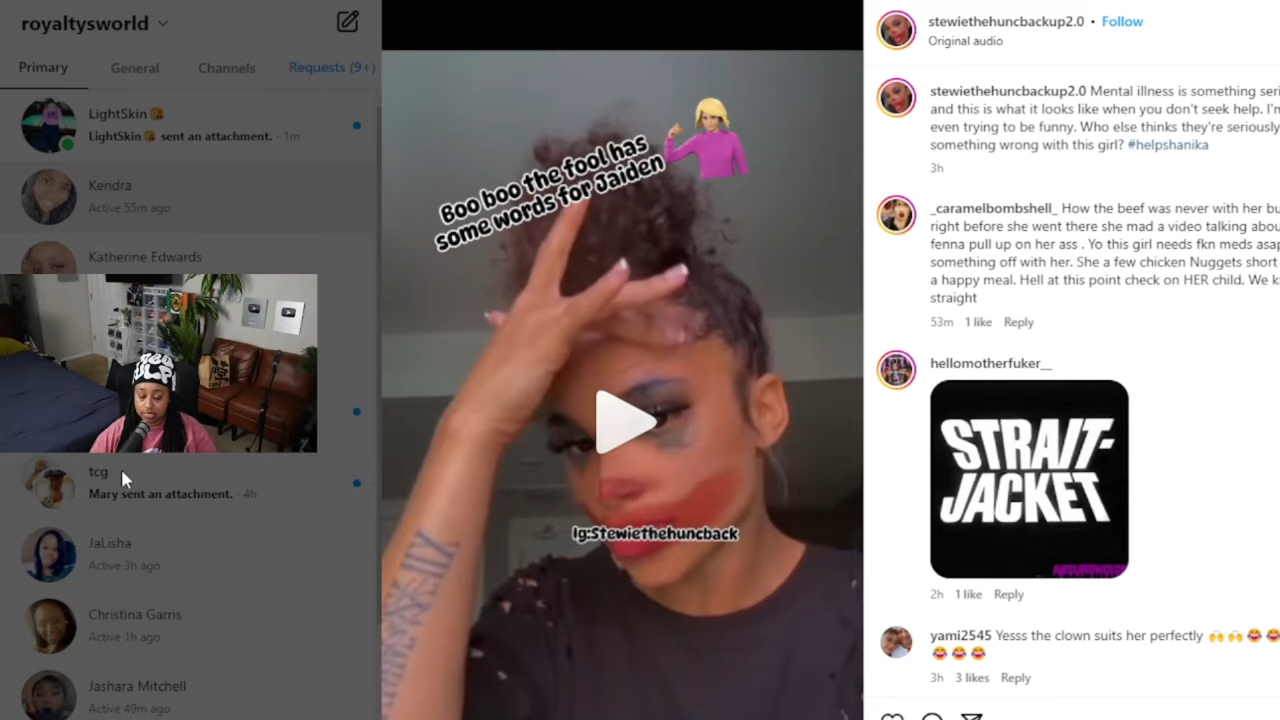 royaltysworld
Primary
General
Channels
Requests (9+)
LightSkin
LightSkin sent an attachment. · 1m
Kendra
Active 55m ago
Katherine Edwards
tcg
Mary sent an attachment. · 4h
JaLisha
Active 3h ago
Christina Garris
Active 1h ago
Jashara Mitchell
Active 49m ago
Boo boo the fool has
some words for Jaiden
Ig:Stewiethehuncback
stewiethehuncbackup2.0 • Follow
Original audio
stewiethehuncbackup2.0 Mental illness is something seri
and this is what it looks like when you don't seek help. I'm
even trying to be funny. Who else thinks they're seriously
something wrong with this girl? #helpshanika
3h
_caramelbombshell_ How the beef was never with her bu
right before she went there she mad a video talking abou
fenna pull up on her ass . Yo this girl needs fkn meds asap
something off with her. She a few chicken Nuggets short
a happy meal. Hell at this point check on HER child. We k
straight
53m 1 like Reply
hellomotherfuker__
STRAIT-
JACKET
2h 1 like Reply
yami2545 Yesss the clown suits her perfectly 🙌🙌😂😂
😂😂😂
3h 3 likes Reply